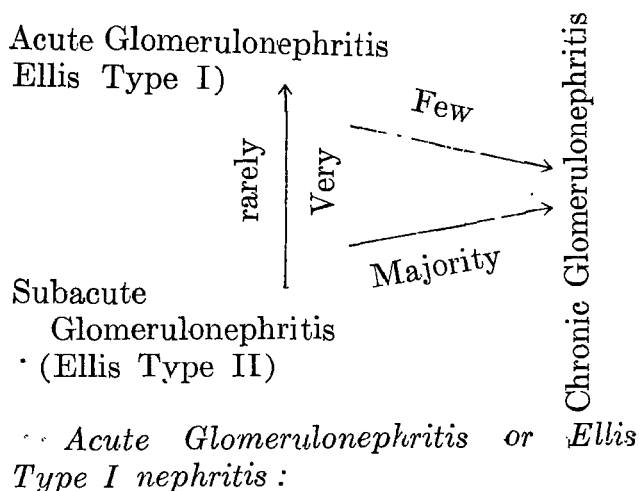 Acute Glomerulonephritis
Ellis Type I)
Few
rarely
Very
Majority
Chronic Glomerulonephritis
Subacute
Glomerulonephritis
(Ellis Type II)
Acute Glomerulonephritis or Ellis
Type I nephritis :